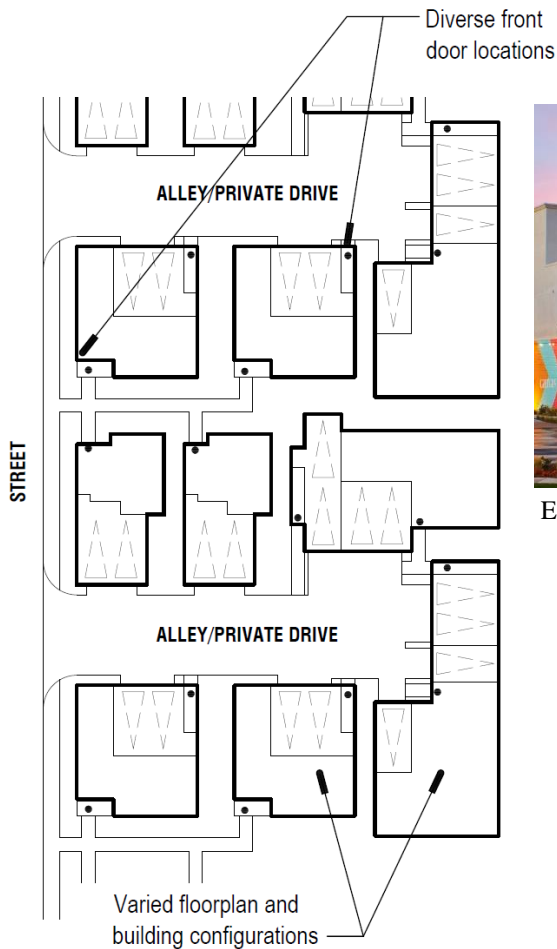 Diverse front
door locations
ALLEY/PRIVATE DRIVE
STREET
E
ALLEY/PRIVATE DRIVE
Varied floorplan and
building configurations